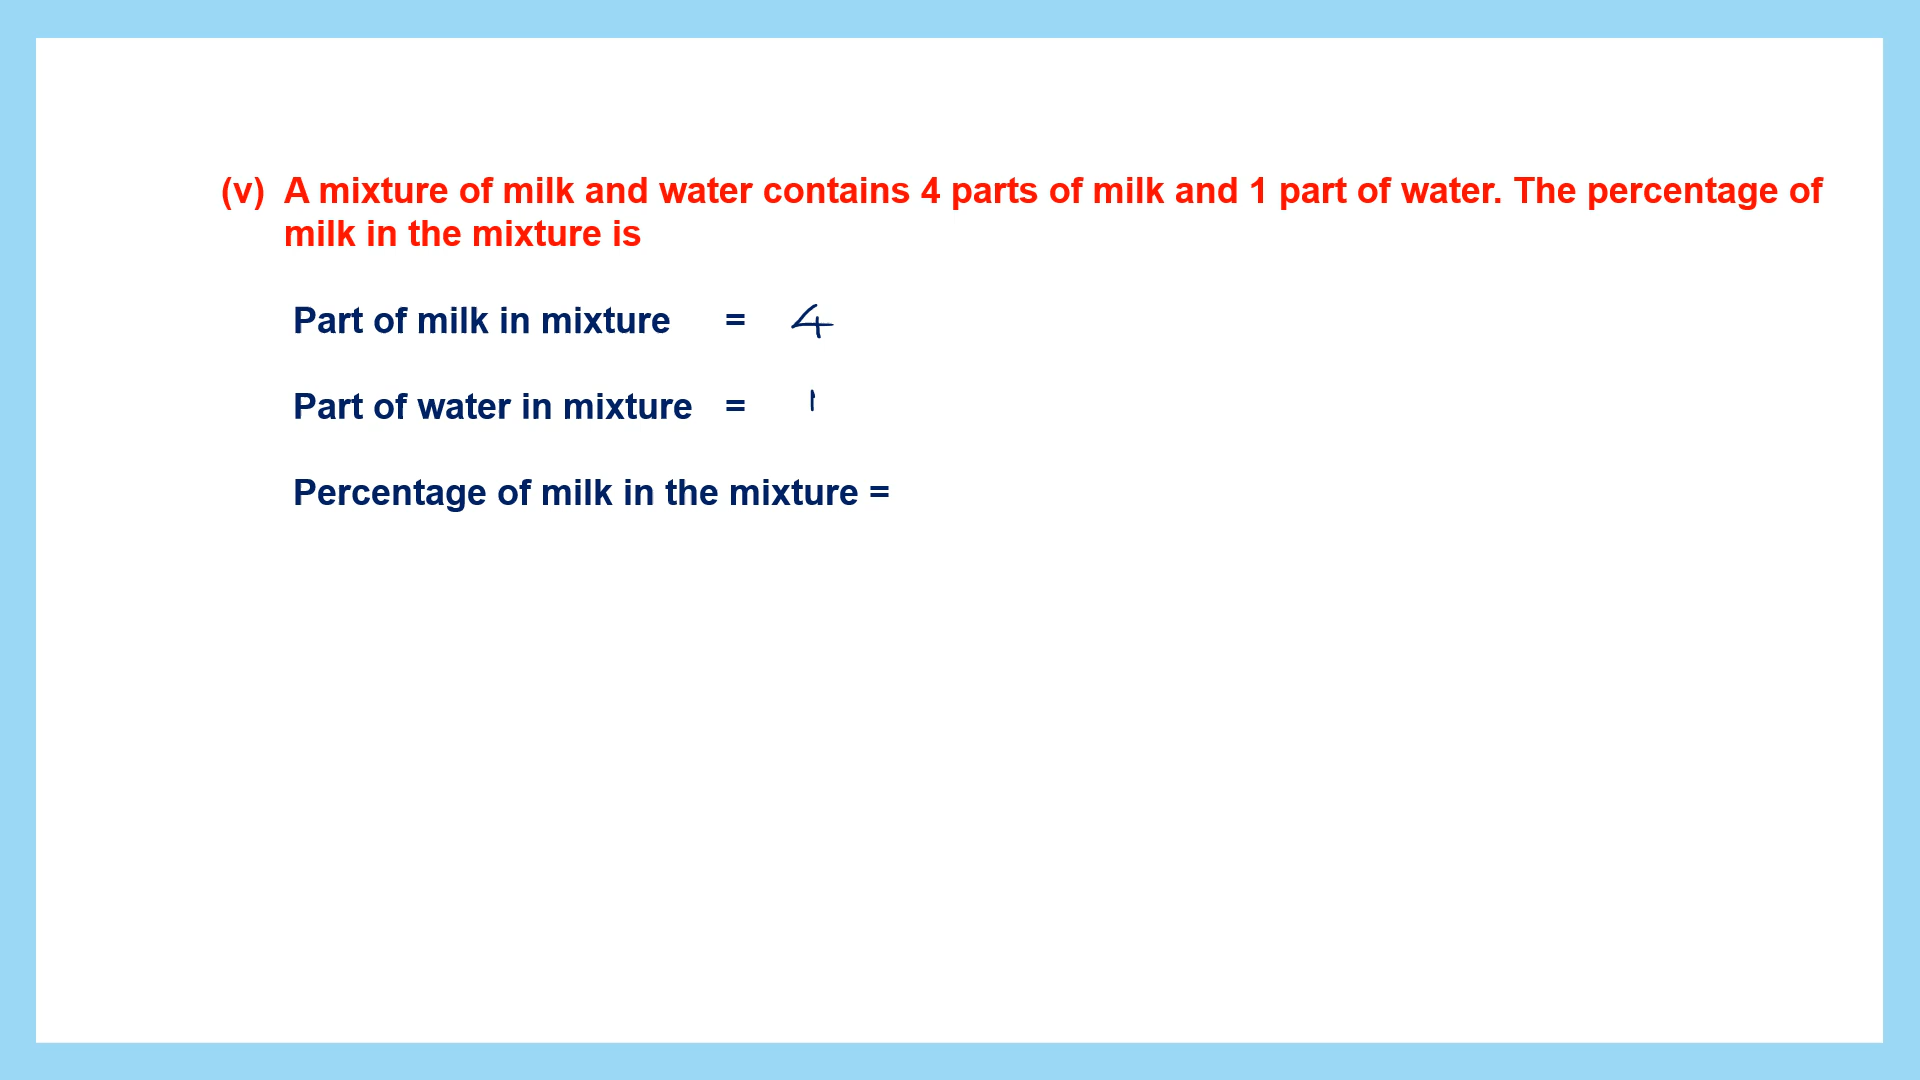 (v) A mixture of milk and water contains 4 parts of milk and 1 part of water. The percentage of
milk in the mixture is
Part of milk in mixture = 4
Part of water in mixture = 1
Percentage of milk in the mixture =